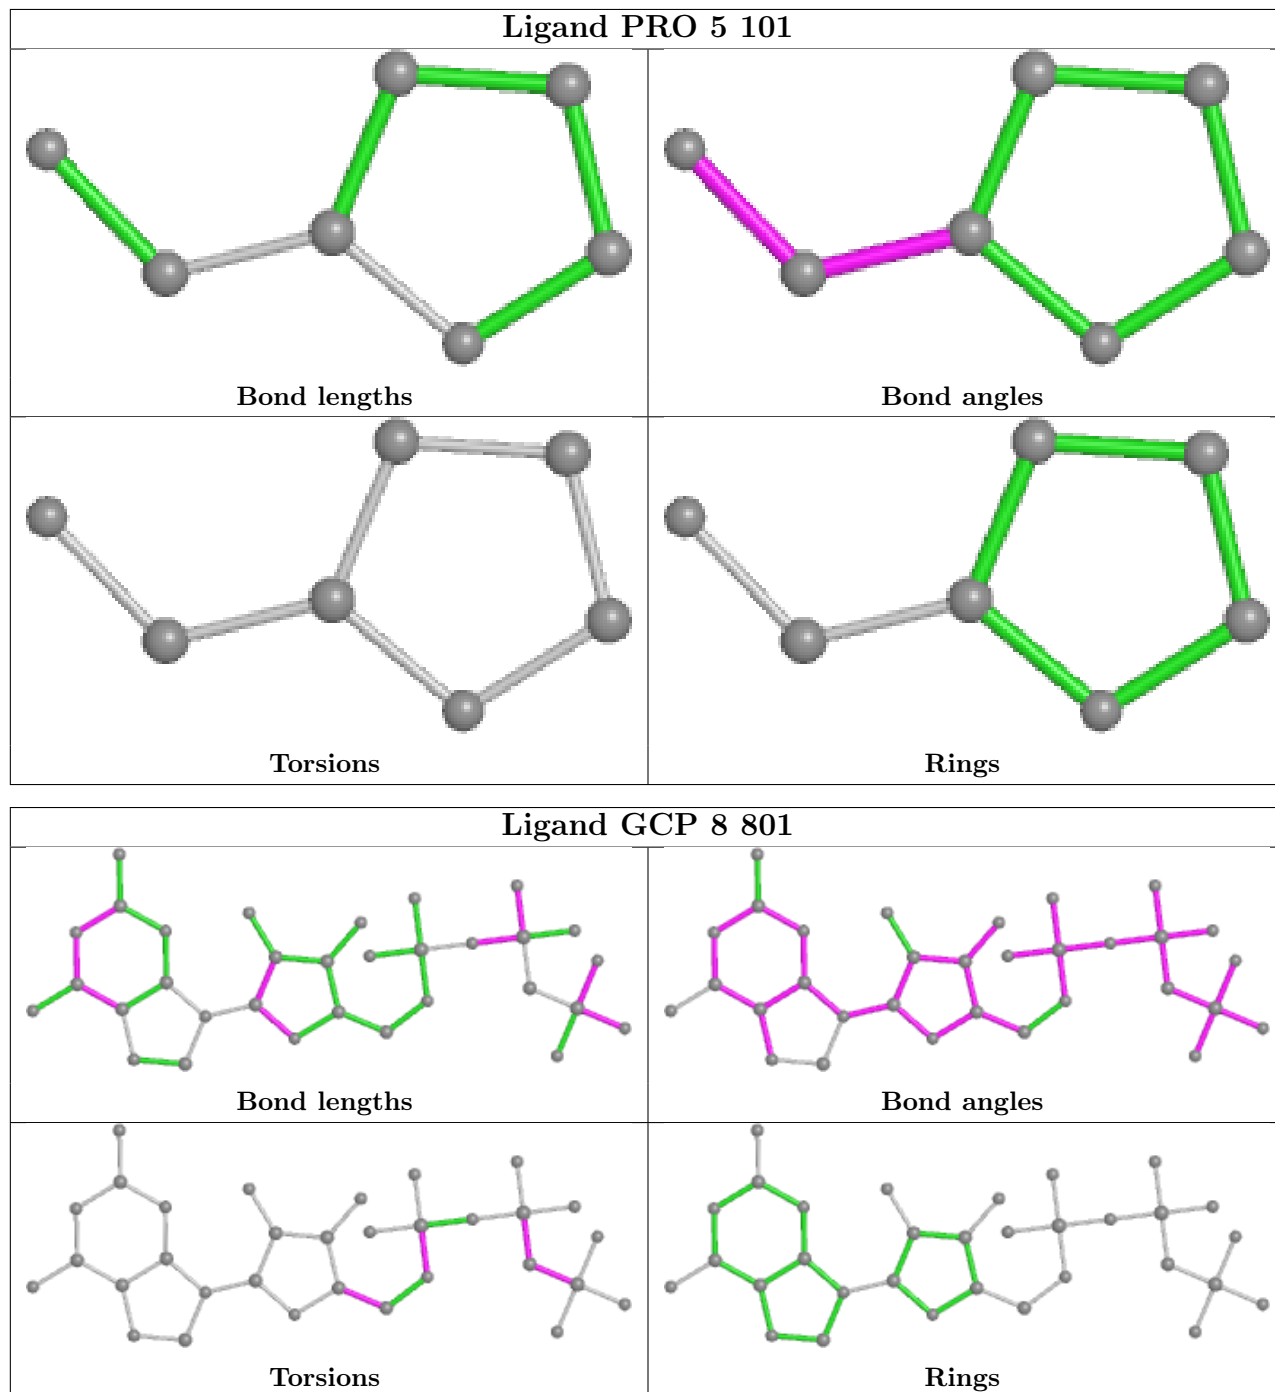 Ligand PRO 5 101
Bond lengths
Bond angles
Torsions
Rings
Ligand GCP 8 801
Bond lengths
Bond angles
Torsions
Rings